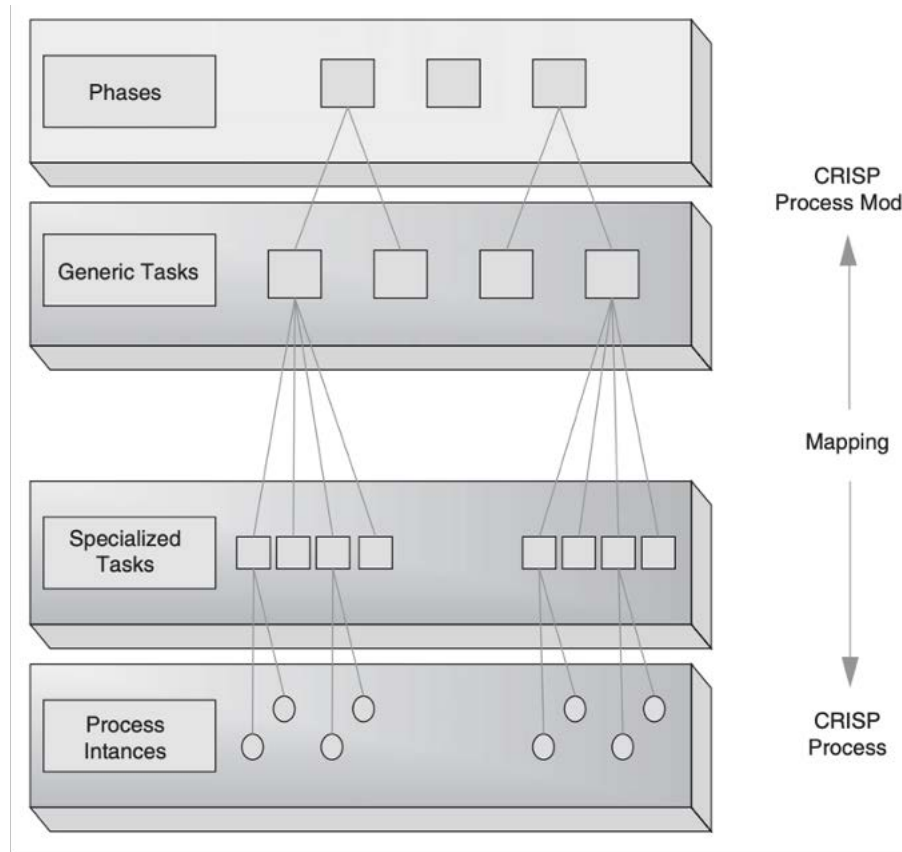 Phases
CRISP
Process Mod
Generic Tasks
Mapping
Specialized
Tasks
Process
Intances
CRISP
Process